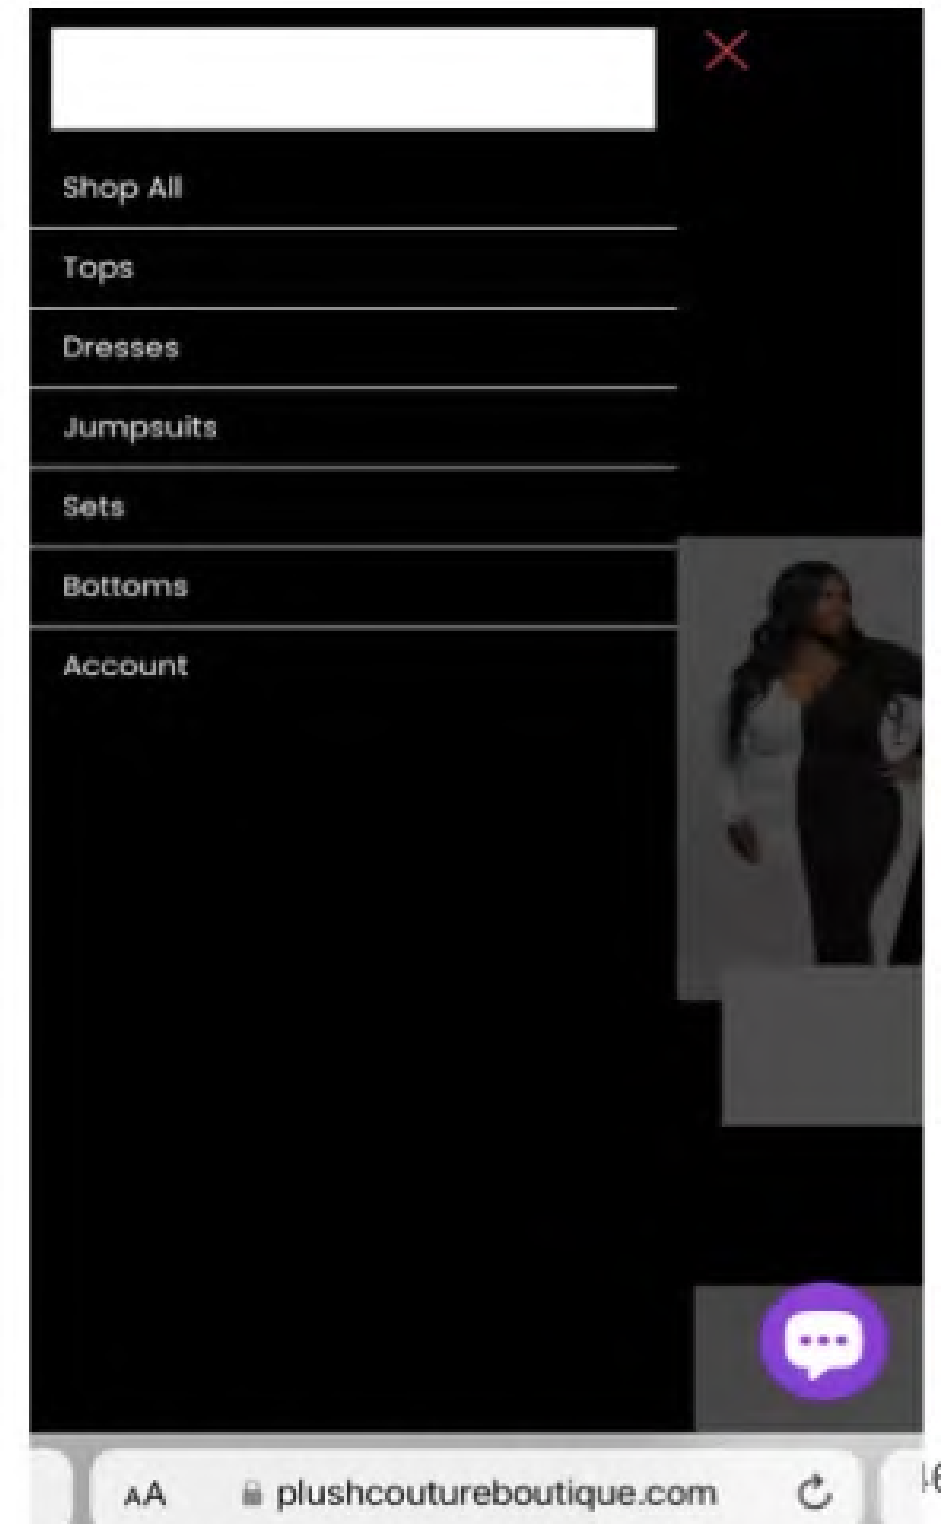 Shop All
Tops
Dresses
Jumpsuits
Sets
Bottoms
Account
AA plushcoutureboutique.com